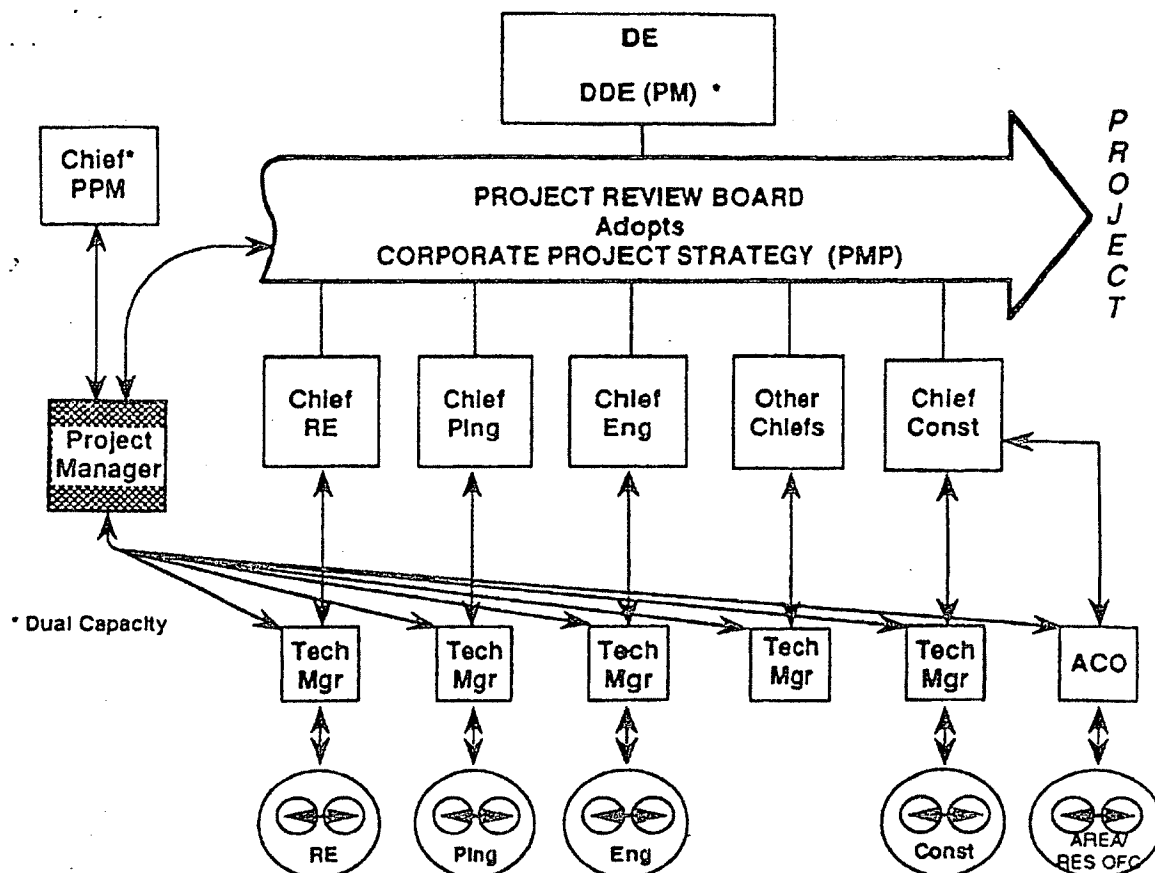 DE
DDE (PM) *
Chief*
PPM
PROJECT REVIEW BOARD
Adopts
CORPORATE PROJECT STRATEGY (PMP)
PROJECT
Project
Manager
Chief
RE
Chief
Plng
Chief
Eng
Other
Chiefs
Chief
Const
* Dual Capacity
Tech
Mgr
Tech
Mgr
Tech
Mgr
Tech
Mgr
Tech
Mgr
ACO
RE
Plng
Eng
Const
AREA/
RES OFC